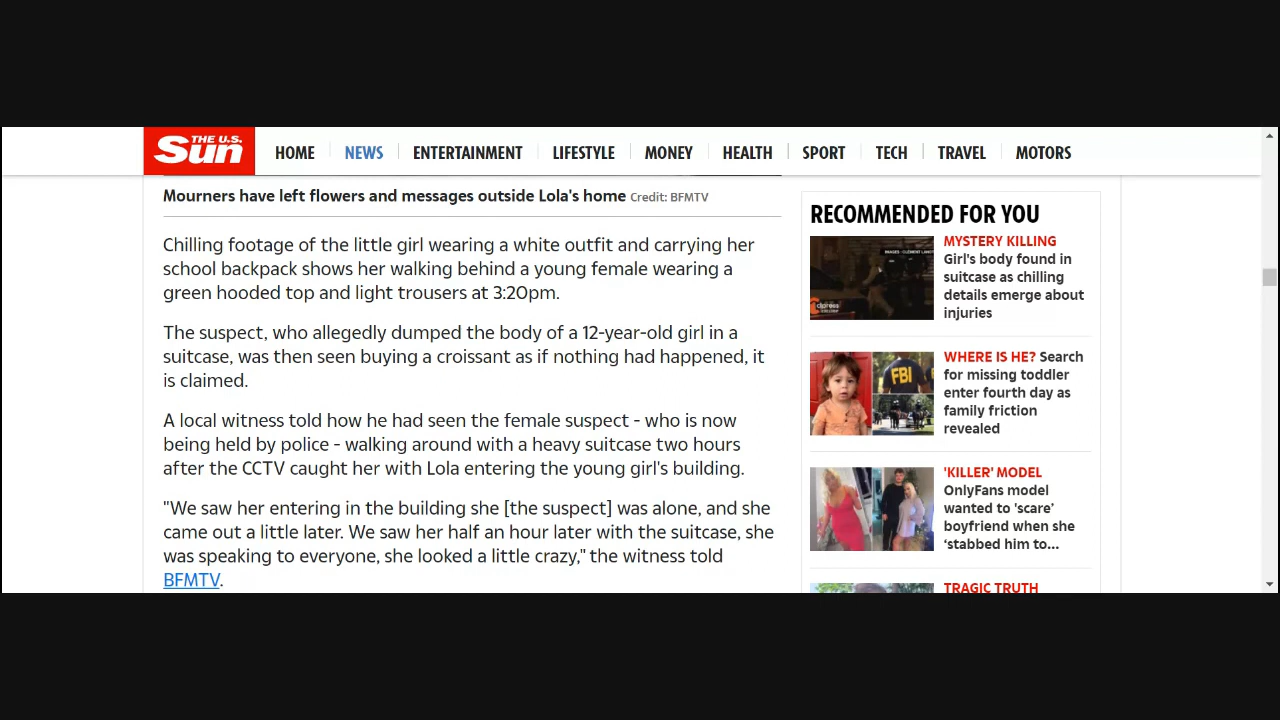 THE U.S.
Sun
HOME
NEWS
ENTERTAINMENT
LIFESTYLE
MONEY
HEALTH
SPORT
TECH
TRAVEL
MOTORS
Mourners have left flowers and messages outside Lola's home Credit: BFMTV
Chilling footage of the little girl wearing a white outfit and carrying her
school backpack shows her walking behind a young female wearing a
green hooded top and light trousers at 3:20pm.
The suspect, who allegedly dumped the body of a 12-year-old girl in a
suitcase, was then seen buying a croissant as if nothing had happened, it
is claimed.
A local witness told how he had seen the female suspect - who is now
being held by police - walking around with a heavy suitcase two hours
after the CCTV caught her with Lola entering the young girl's building.
"We saw her entering in the building she [the suspect] was alone, and she
came out a little later. We saw her half an hour later with the suitcase, she
was speaking to everyone, she looked a little crazy," the witness told
BFMTV.
RECOMMENDED FOR YOU
MYSTERY KILLING
Girl's body found in
suitcase as chilling
details emerge about
injuries
WHERE IS HE? Search
for missing toddler
enter fourth day as
family friction
revealed
FBI
'KILLER' MODEL
OnlyFans model
wanted to 'scare'
boyfriend when she
‘stabbed him to...
TRAGIC TRUTH